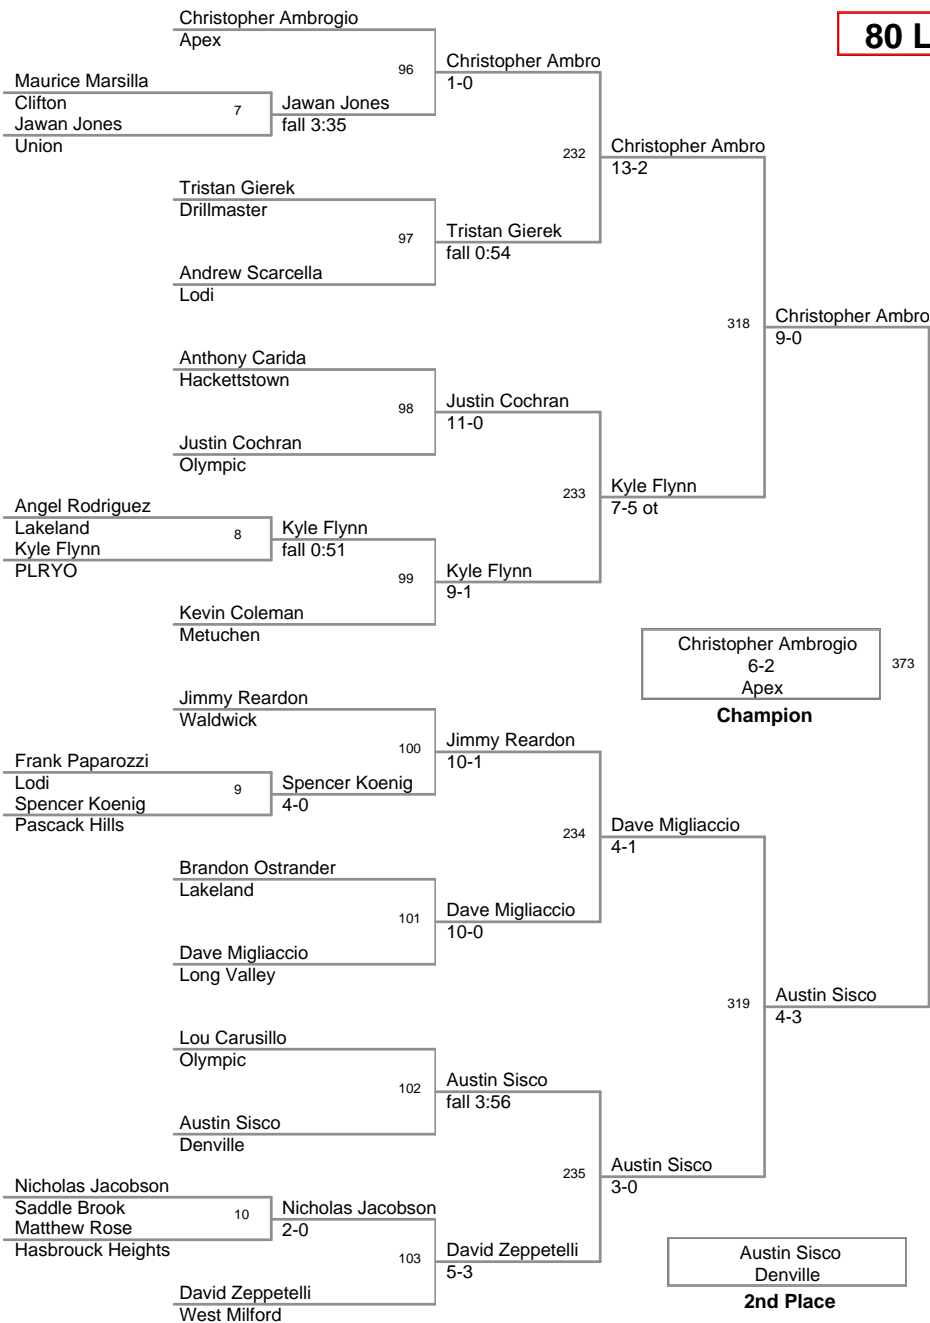 Christopher Ambrogio
Apex
80 L
96
Christopher Ambro
1-0
Maurice Marsilla
Clifton
7
Jawan Jones
Union
Jawan Jones
fall 3:35
232
Christopher Ambro
13-2
Tristan Gierek
Drillmaster
97
Tristan Gierek
fall 0:54
Andrew Scarcella
Lodi
318
Christopher Ambro
9-0
Anthony Carida
Hackettstown
98
Justin Cochran
11-0
Justin Cochran
Olympic
233
Kyle Flynn
7-5 ot
Angel Rodriguez
Lakeland
8
Kyle Flynn
PLRYO
Kyle Flynn
fall 0:51
99
Kyle Flynn
9-1
Kevin Coleman
Metuchen
Christopher Ambrogio
6-2
Apex
373
Champion
Jimmy Reardon
Waldwick
100
Jimmy Reardon
10-1
Frank Paparozzi
Lodi
9
Spencer Koenig
Pascack Hills
Spencer Koenig
4-0
234
Dave Migliaccio
4-1
Brandon Ostrander
Lakeland
101
Dave Migliaccio
10-0
Dave Migliaccio
Long Valley
319
Austin Sisco
4-3
Lou Carusillo
Olympic
102
Austin Sisco
fall 3:56
Austin Sisco
Denville
235
Austin Sisco
3-0
Nicholas Jacobson
Saddle Brook
10
Matthew Rose
Hasbrouck Heights
Nicholas Jacobson
2-0
103
David Zeppetelli
5-3
David Zeppetelli
West Milford
Austin Sisco
Denville
2nd Place